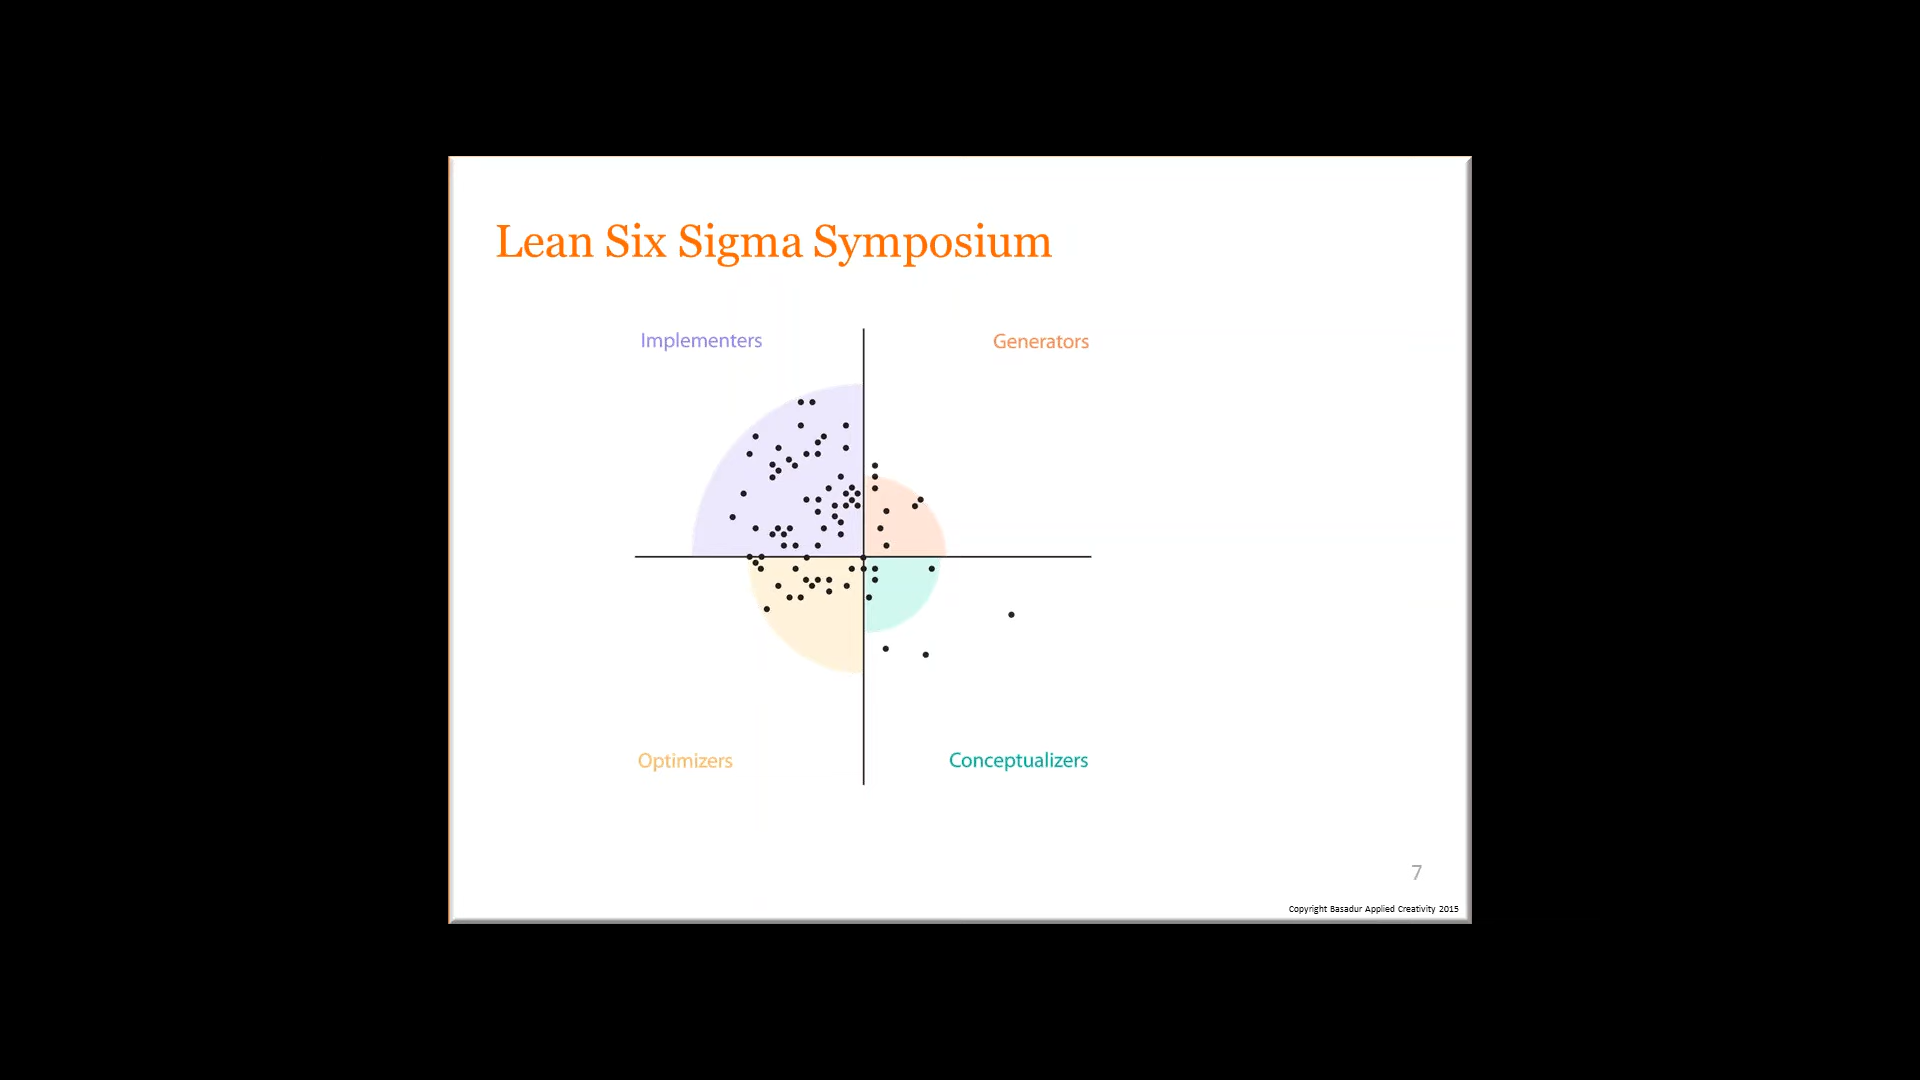 Lean Six Sigma Symposium
Implementers
Generators
Optimizers
Conceptualizers
7
Copyright Basadur Applied Creativity 2015